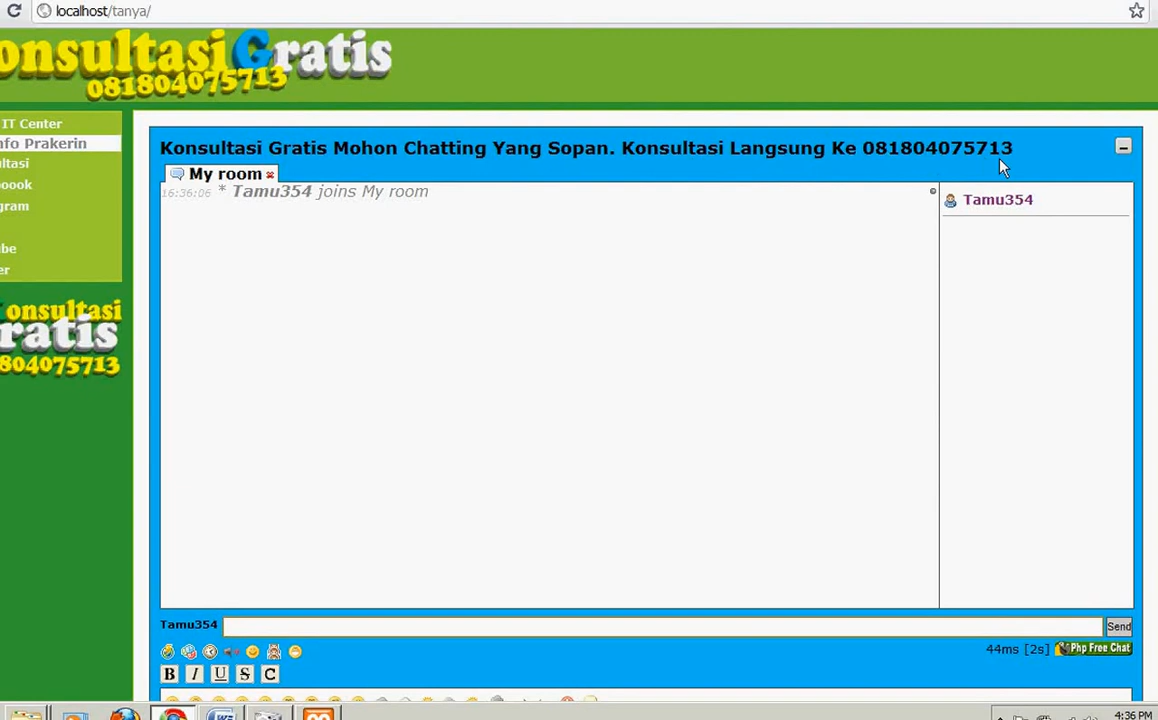 localhost/tanya/
onsultasiGratis
081804075713
IT Center
nfo Prakerin
ltasi
oook
gram
be
er
onsultasi
ratis
804075713
Konsultasi Gratis Mohon Chatting Yang Sopan. Konsultasi Langsung Ke 081804075713
My room
16:36:06 * Tamu354 joins My room
Tamu354
Tamu354
Send
44ms [2s] Php Free Chat
B I U S C
4:36 PM